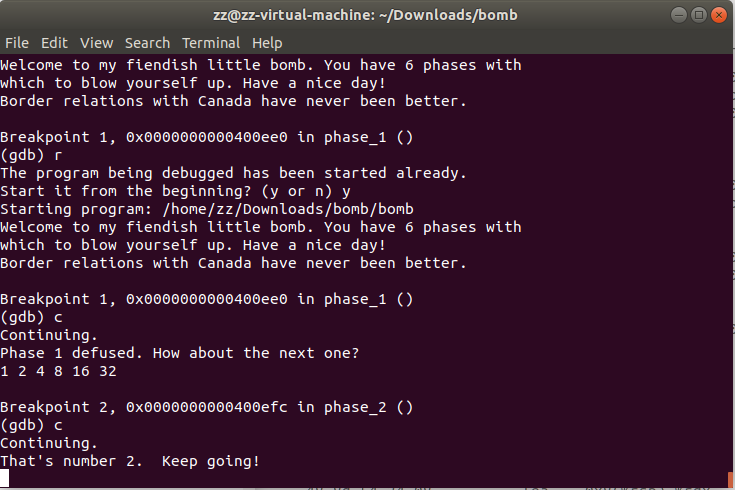 zz@zz-virtual-machine: ~/Downloads/bomb
File Edit View Search Terminal Help
Welcome to my fiendish little bomb. You have 6 phases with
which to blow yourself up. Have a nice day!
Border relations with Canada have never been better.
Breakpoint 1, 0x0000000000400ee0 in phase_1 ()
(gdb) r
The program being debugged has been started already.
Start it from the beginning? (y or n) y
Starting program: /home/zz/Downloads/bomb/bomb
Welcome to my fiendish little bomb. You have 6 phases with
which to blow yourself up. Have a nice day!
Border relations with Canada have never been better.
Breakpoint 1, 0x0000000000400ee0 in phase_1 ()
(gdb) c
Continuing.
Phase 1 defused. How about the next one?
1 2 4 8 16 32
Breakpoint 2, 0x0000000000400efc in phase_2 ()
(gdb) c
Continuing.
That's number 2.  Keep going!